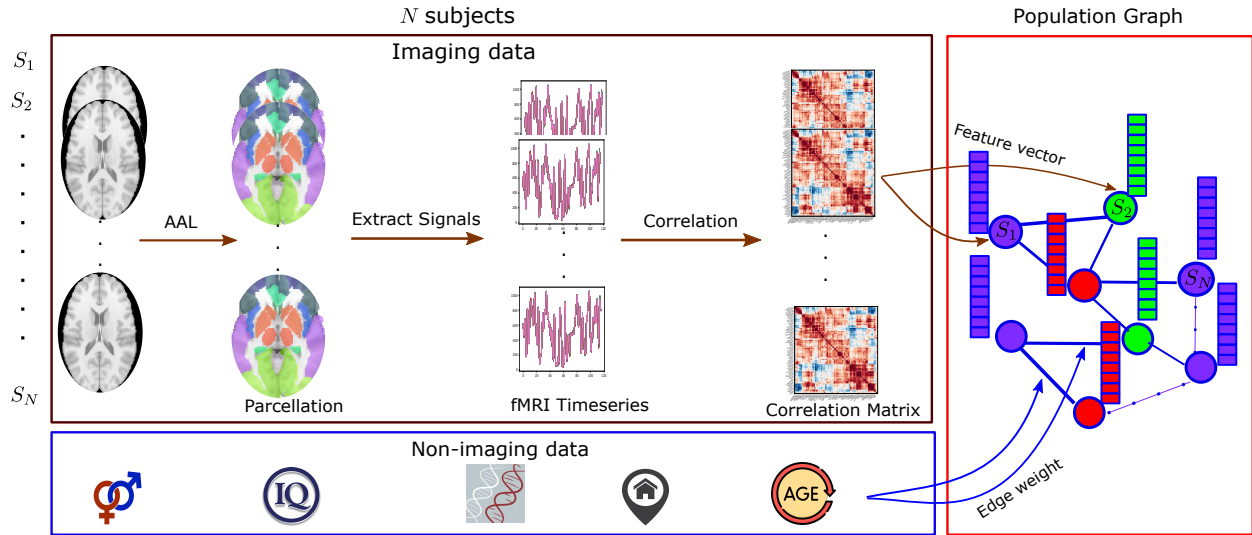 N subjects
Population Graph
Imaging data
S1
S2
SN
AAL
Extract Signals
Correlation
Parcellation
fMRI Timeseries
Correlation Matrix
Feature vector
S1
S2
SN
Edge weight
Non-imaging data
IQ
AGE